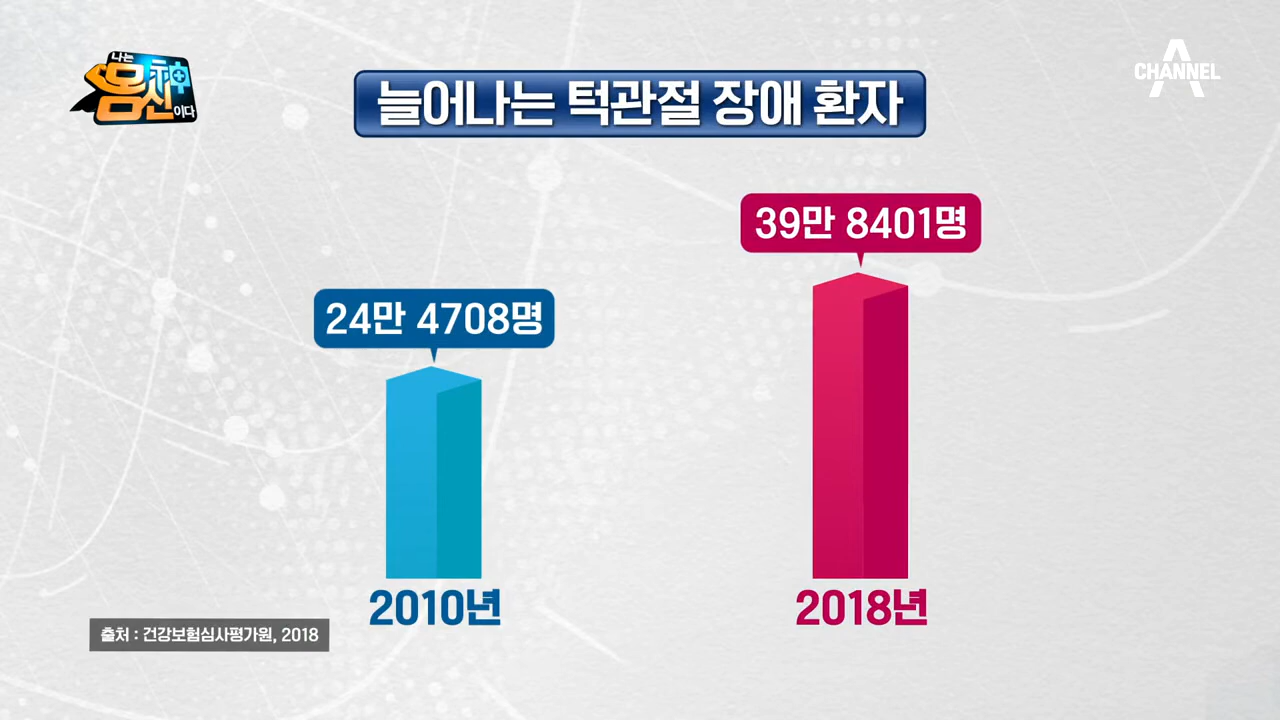 나는
몸神신이다
CHANNEL A
늘어나는 턱관절 장애 환자
39만 8401명
24만 4708명
2010년
2018년
출처 : 건강보험심사평가원, 2018